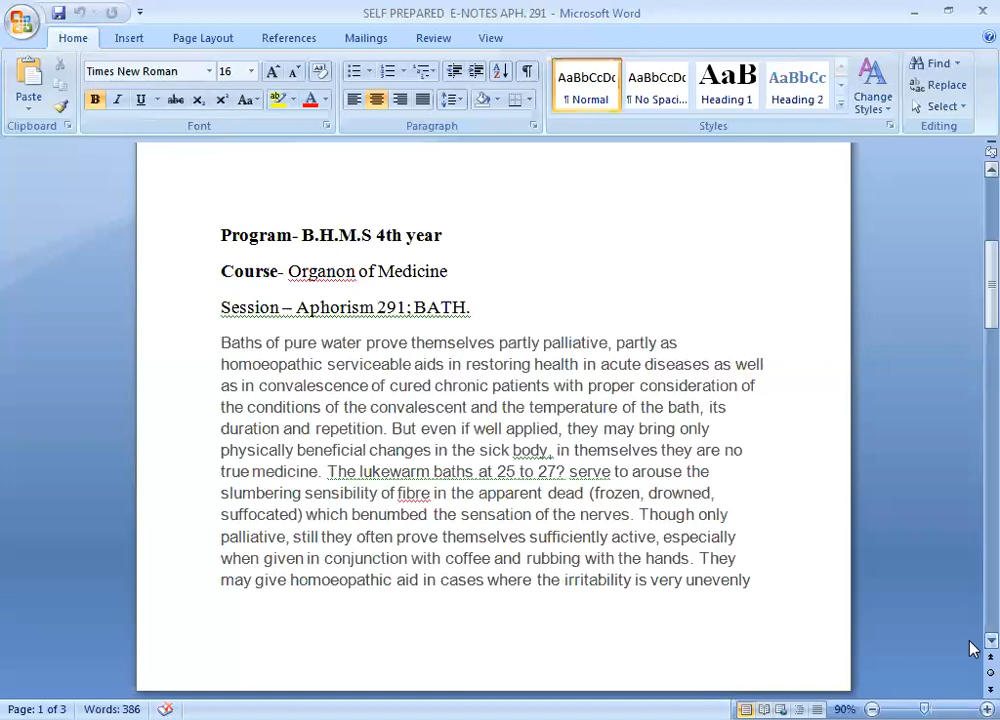 SELF PREPARED E-NOTES APH. 291 - Microsoft Word
Home Insert Page Layout References Mailings Review View
Paste
Times New Roman 16
B I U abc X₂ X² Aa ab A
AaBbCcDc AaBbCcDc AaB AaBbCc
¶ Normal ¶ No Spaci... Heading 1 Heading 2
Change Styles
Find
Replace
Select
Clipboard Font Paragraph Styles Editing
Program- B.H.M.S 4th year
Course- Organon of Medicine
Session – Aphorism 291; BATH.
Baths of pure water prove themselves partly palliative, partly as
homoeopathic serviceable aids in restoring health in acute diseases as well
as in convalescence of cured chronic patients with proper consideration of
the conditions of the convalescent and the temperature of the bath, its
duration and repetition. But even if well applied, they may bring only
physically beneficial changes in the sick body, in themselves they are no
true medicine. The lukewarm baths at 25 to 27? serve to arouse the
slumbering sensibility of fibre in the apparent dead (frozen, drowned,
suffocated) which benumbed the sensation of the nerves. Though only
palliative, still they often prove themselves sufficiently active, especially
when given in conjunction with coffee and rubbing with the hands. They
may give homoeopathic aid in cases where the irritability is very unevenly
Page: 1 of 3 Words: 386 90%